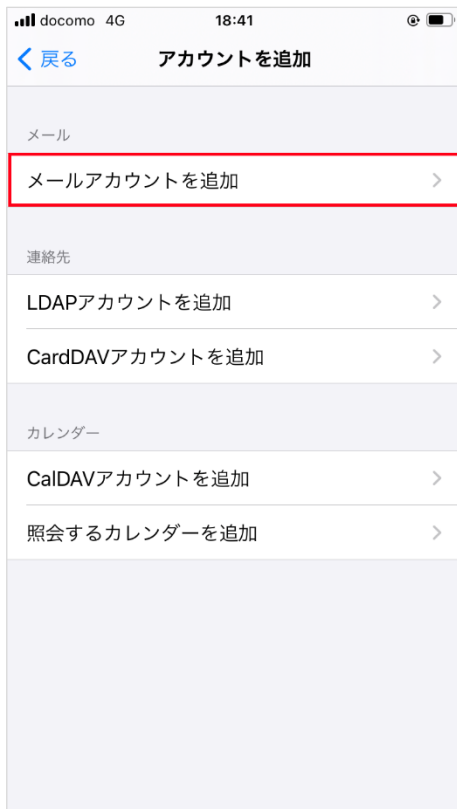 docomo 4G 18:41
戻る アカウントを追加
メール
メールアカウントを追加
連絡先
LDAPアカウントを追加
CardDAVアカウントを追加
カレンダー
CalDAVアカウントを追加
照会するカレンダーを追加